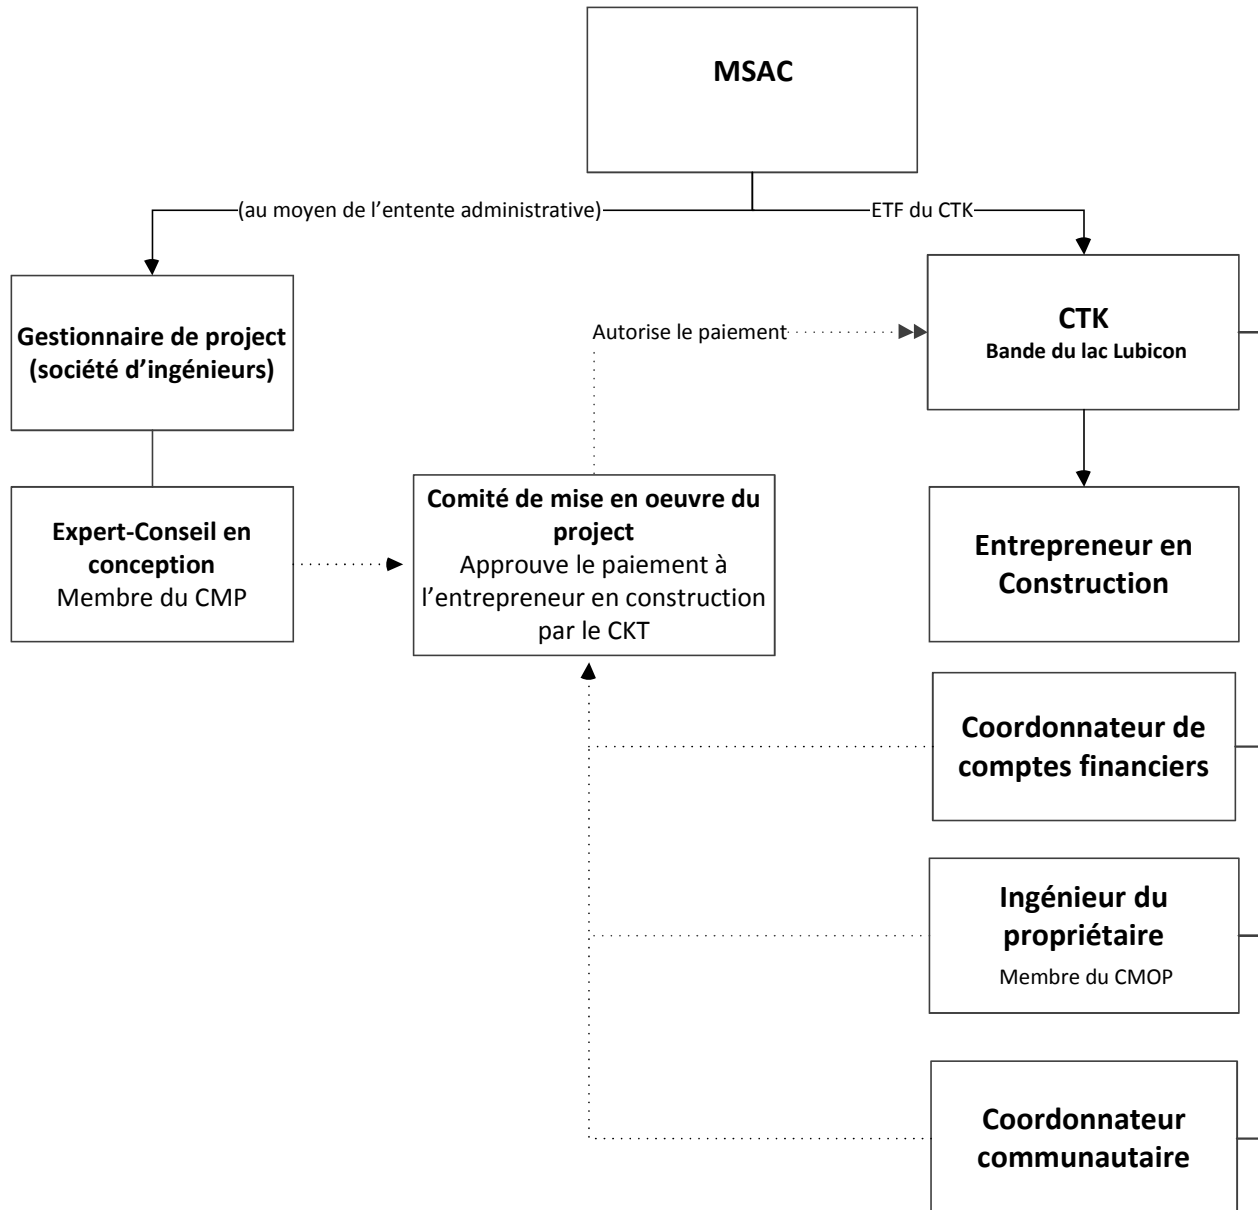 MSAC
(au moyen de l’entente administrative)
ETF du CTK
Gestionnaire de project
(société d’ingénieurs)
Autorise le paiement
CTK
Bande du lac Lubicon
Expert-Conseil en
conception
Membre du CMP
Comité de mise en oeuvre du
project
Approuve le paiement à
l’entrepreneur en construction
par le CKT
Entrepreneur en
Construction
Coordonnateur de
comptes financiers
Ingénieur du
propriétaire
Membre du CMOP
Coordonnateur
communautaire